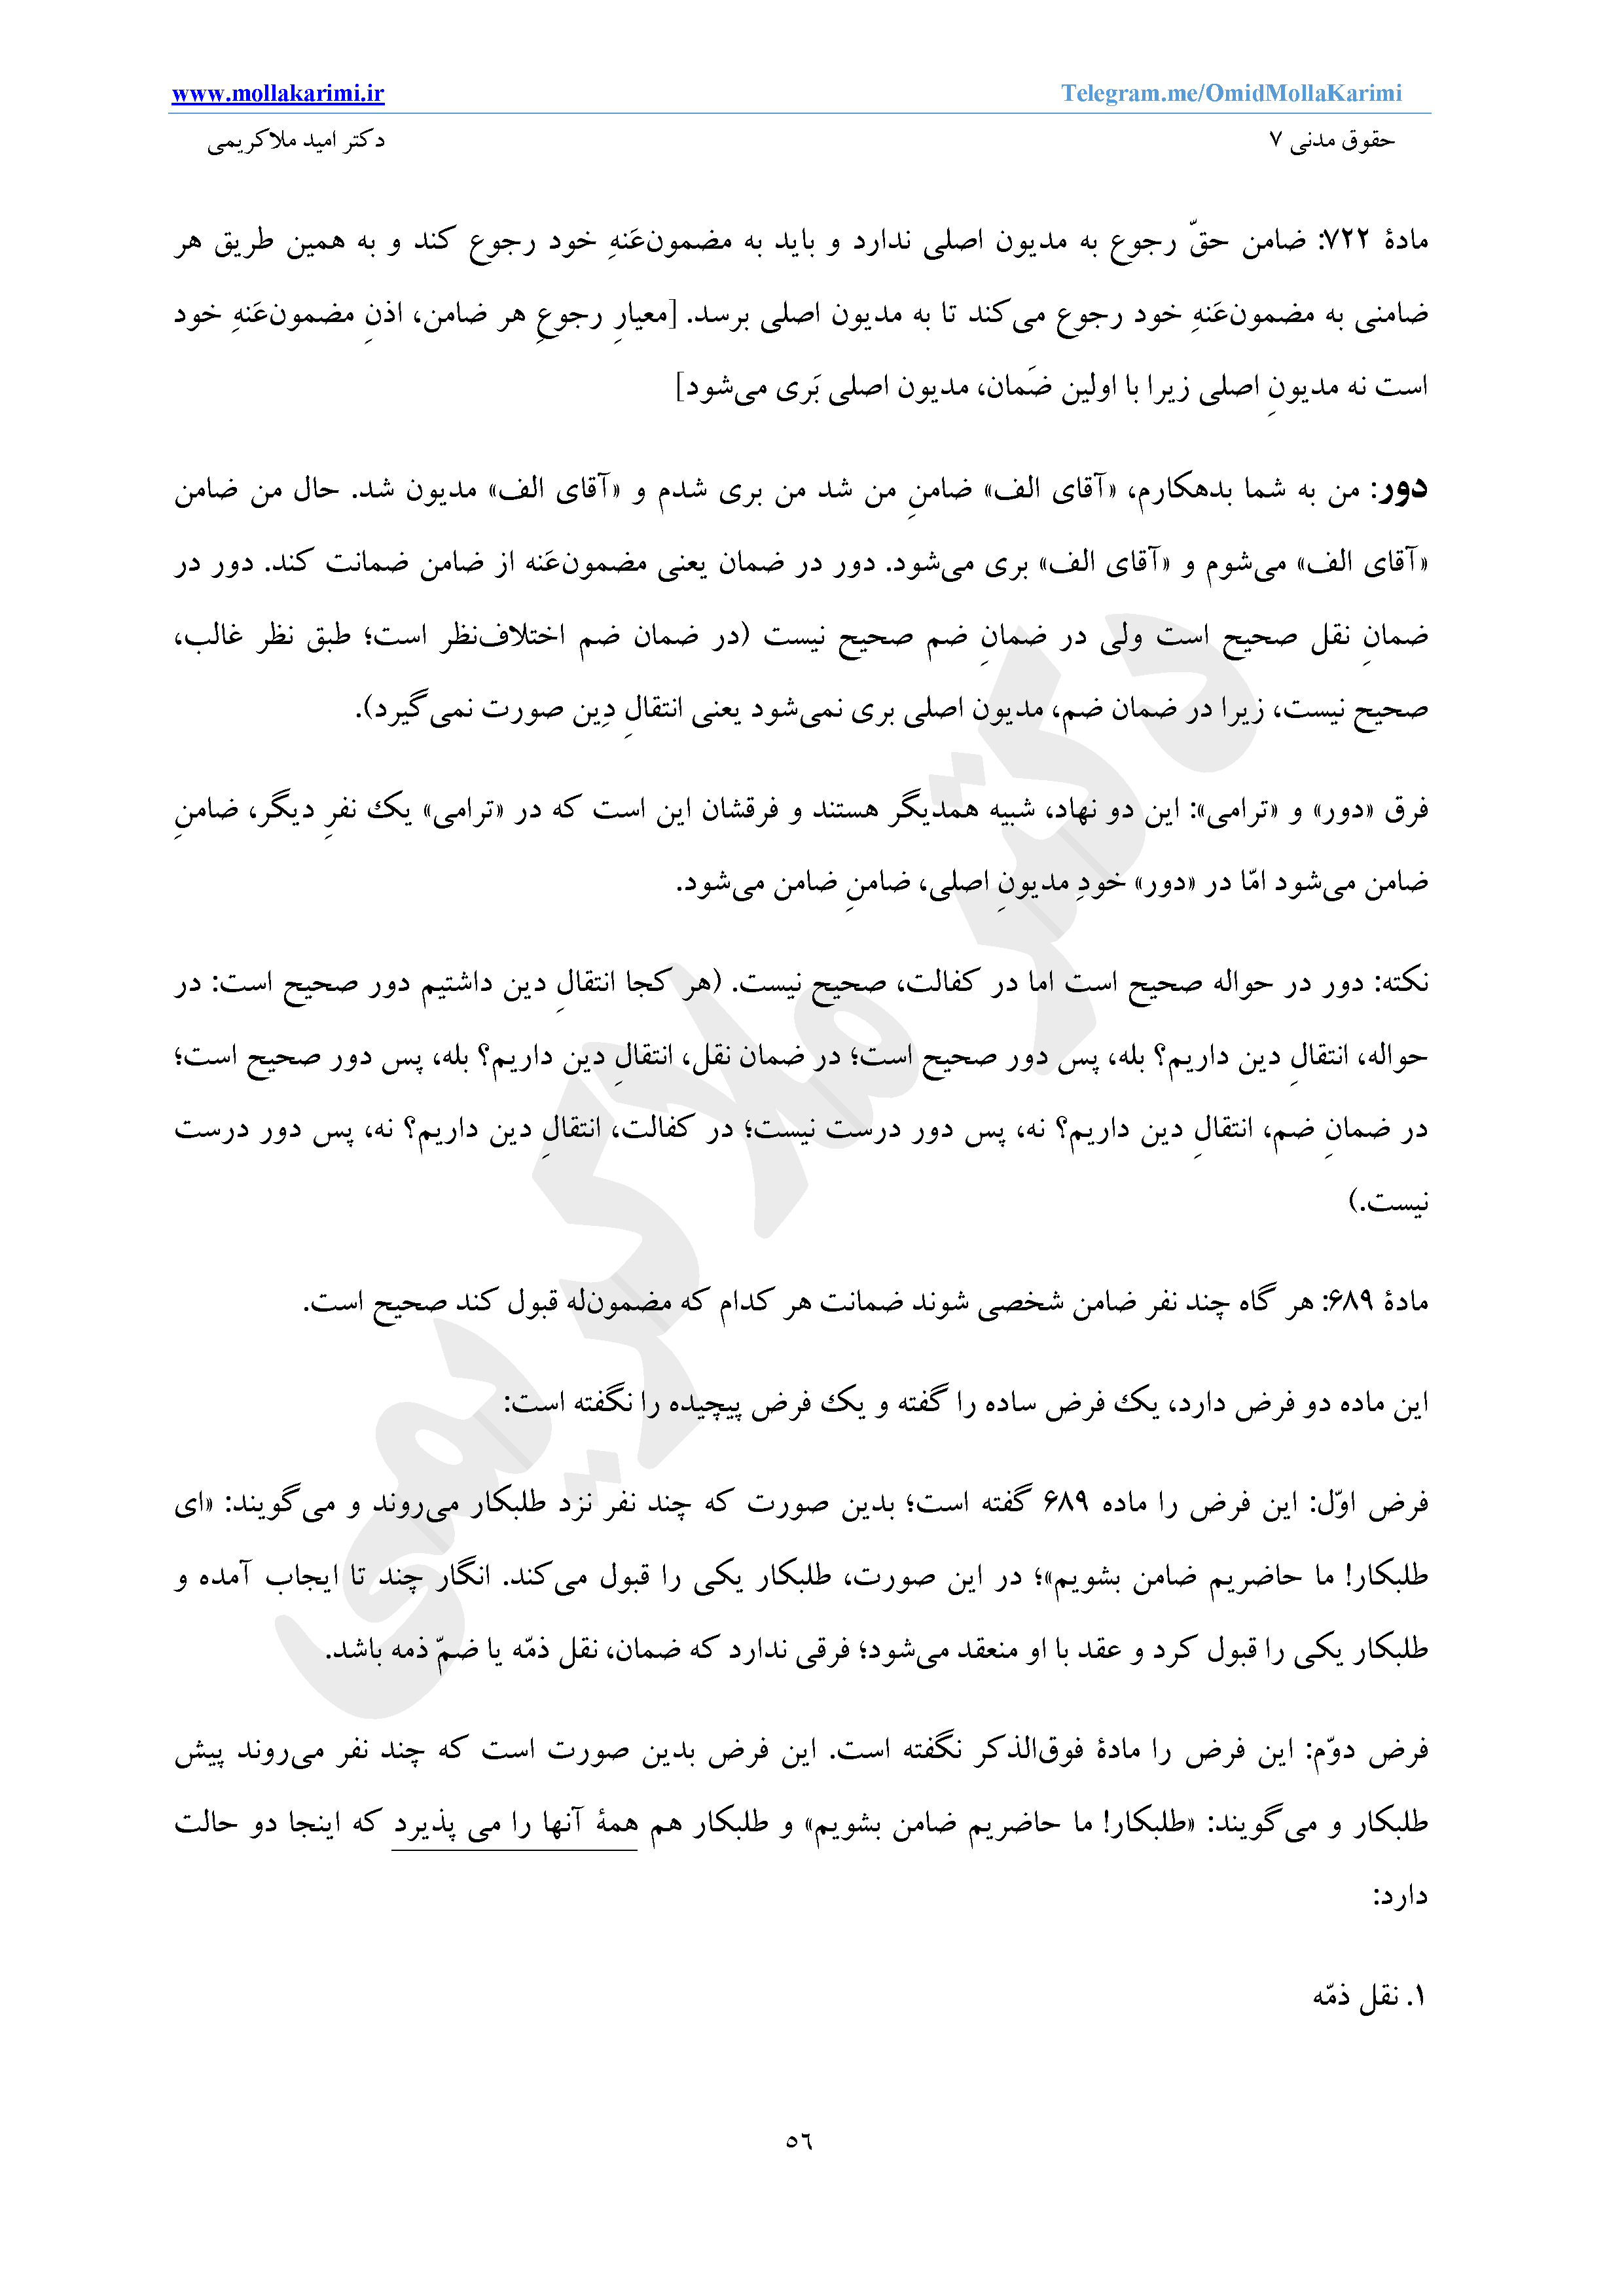 Telegram.me/OmidMollaKarimi www.mollakarimi.ir
حقوق مدنی ۷ دکتر امید ملاکریمی
مادۀ ۷۲۲: ضامن حقّ رجوع به مدیون اصلی ندارد و باید به مضمون‌عَنهِ خود رجوع کند و به همین طریق هر
ضامنی به مضمون‌عَنهِ خود رجوع می‌کند تا به مدیون اصلی برسد. [معیارِ رجوعِ هر ضامن، اذنِ مضمون‌عَنهِ خود
است نه مدیونِ اصلی زیرا با اولین ضَمان، مدیون اصلی بَری می‌شود]
دور: من به شما بدهکارم، «آقای الف» ضامنِ من شد من بری شدم و «آقای الف» مدیون شد. حال من ضامن
«آقای الف» می‌شوم و «آقای الف» بری می‌شود. دور در ضمان یعنی مضمون‌عَنه از ضامن ضمانت کند. دور در
ضمانِ نقل صحیح است ولی در ضمانِ ضم صحیح نیست (در ضمان ضم اختلاف‌نظر است؛ طبق نظر غالب،
صحیح نیست، زیرا در ضمان ضم، مدیون اصلی بری نمی‌شود یعنی انتقالِ دِین صورت نمی‌گیرد).
فرق «دور» و «ترامی»: این دو نهاد، شبیه همدیگر هستند و فرقشان این است که در «ترامی» یک نفرِ دیگر، ضامنِ
ضامن می‌شود امّا در «دور» خودِ مدیونِ اصلی، ضامنِ ضامن می‌شود.
نکته: دور در حواله صحیح است اما در کفالت، صحیح نیست. (هر کجا انتقالِ دین داشتیم دور صحیح است: در
حواله، انتقالِ دین داریم؟ بله، پس دور صحیح است؛ در ضمان نقل، انتقالِ دین داریم؟ بله، پس دور صحیح است؛
در ضمانِ ضم، انتقالِ دین داریم؟ نه، پس دور درست نیست؛ در کفالت، انتقالِ دین داریم؟ نه، پس دور درست
نیست.)
مادۀ ۶۸۹: هر گاه چند نفر ضامن شخصی شوند ضمانت هر کدام که مضمون‌له قبول کند صحیح است.
این ماده دو فرض دارد، یک فرض ساده را گفته و یک فرض پیچیده را نگفته است:
فرض اوّل: این فرض را ماده ۶۸۹ گفته است؛ بدین صورت که چند نفر نزد طلبکار می‌روند و می‌گویند: «ای
طلبکار! ما حاضریم ضامن بشویم»؛ در این صورت، طلبکار یکی را قبول می‌کند. انگار چند تا ایجاب آمده و
طلبکار یکی را قبول کرد و عقد با او منعقد می‌شود؛ فرقی ندارد که ضمان، نقل ذمّه یا ضمّ ذمه باشد.
فرض دوّم: این فرض را مادۀ فوق‌الذکر نگفته است. این فرض بدین صورت است که چند نفر می‌روند پیش
طلبکار و می‌گویند: «طلبکار! ما حاضریم ضامن بشویم» و طلبکار هم همۀ آنها را می پذیرد که اینجا دو حالت
دارد:
۱. نقل ذمّه
٥٦
دکتر ملاکریمی